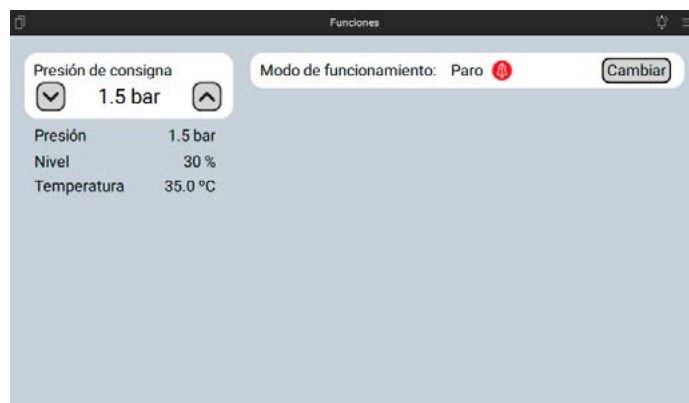 Funciones
Presión de consigna
1.5 bar
Modo de funcionamiento: Paro Cambiar
Presión 1.5 bar
Nivel 30 %
Temperatura 35.0 ºC